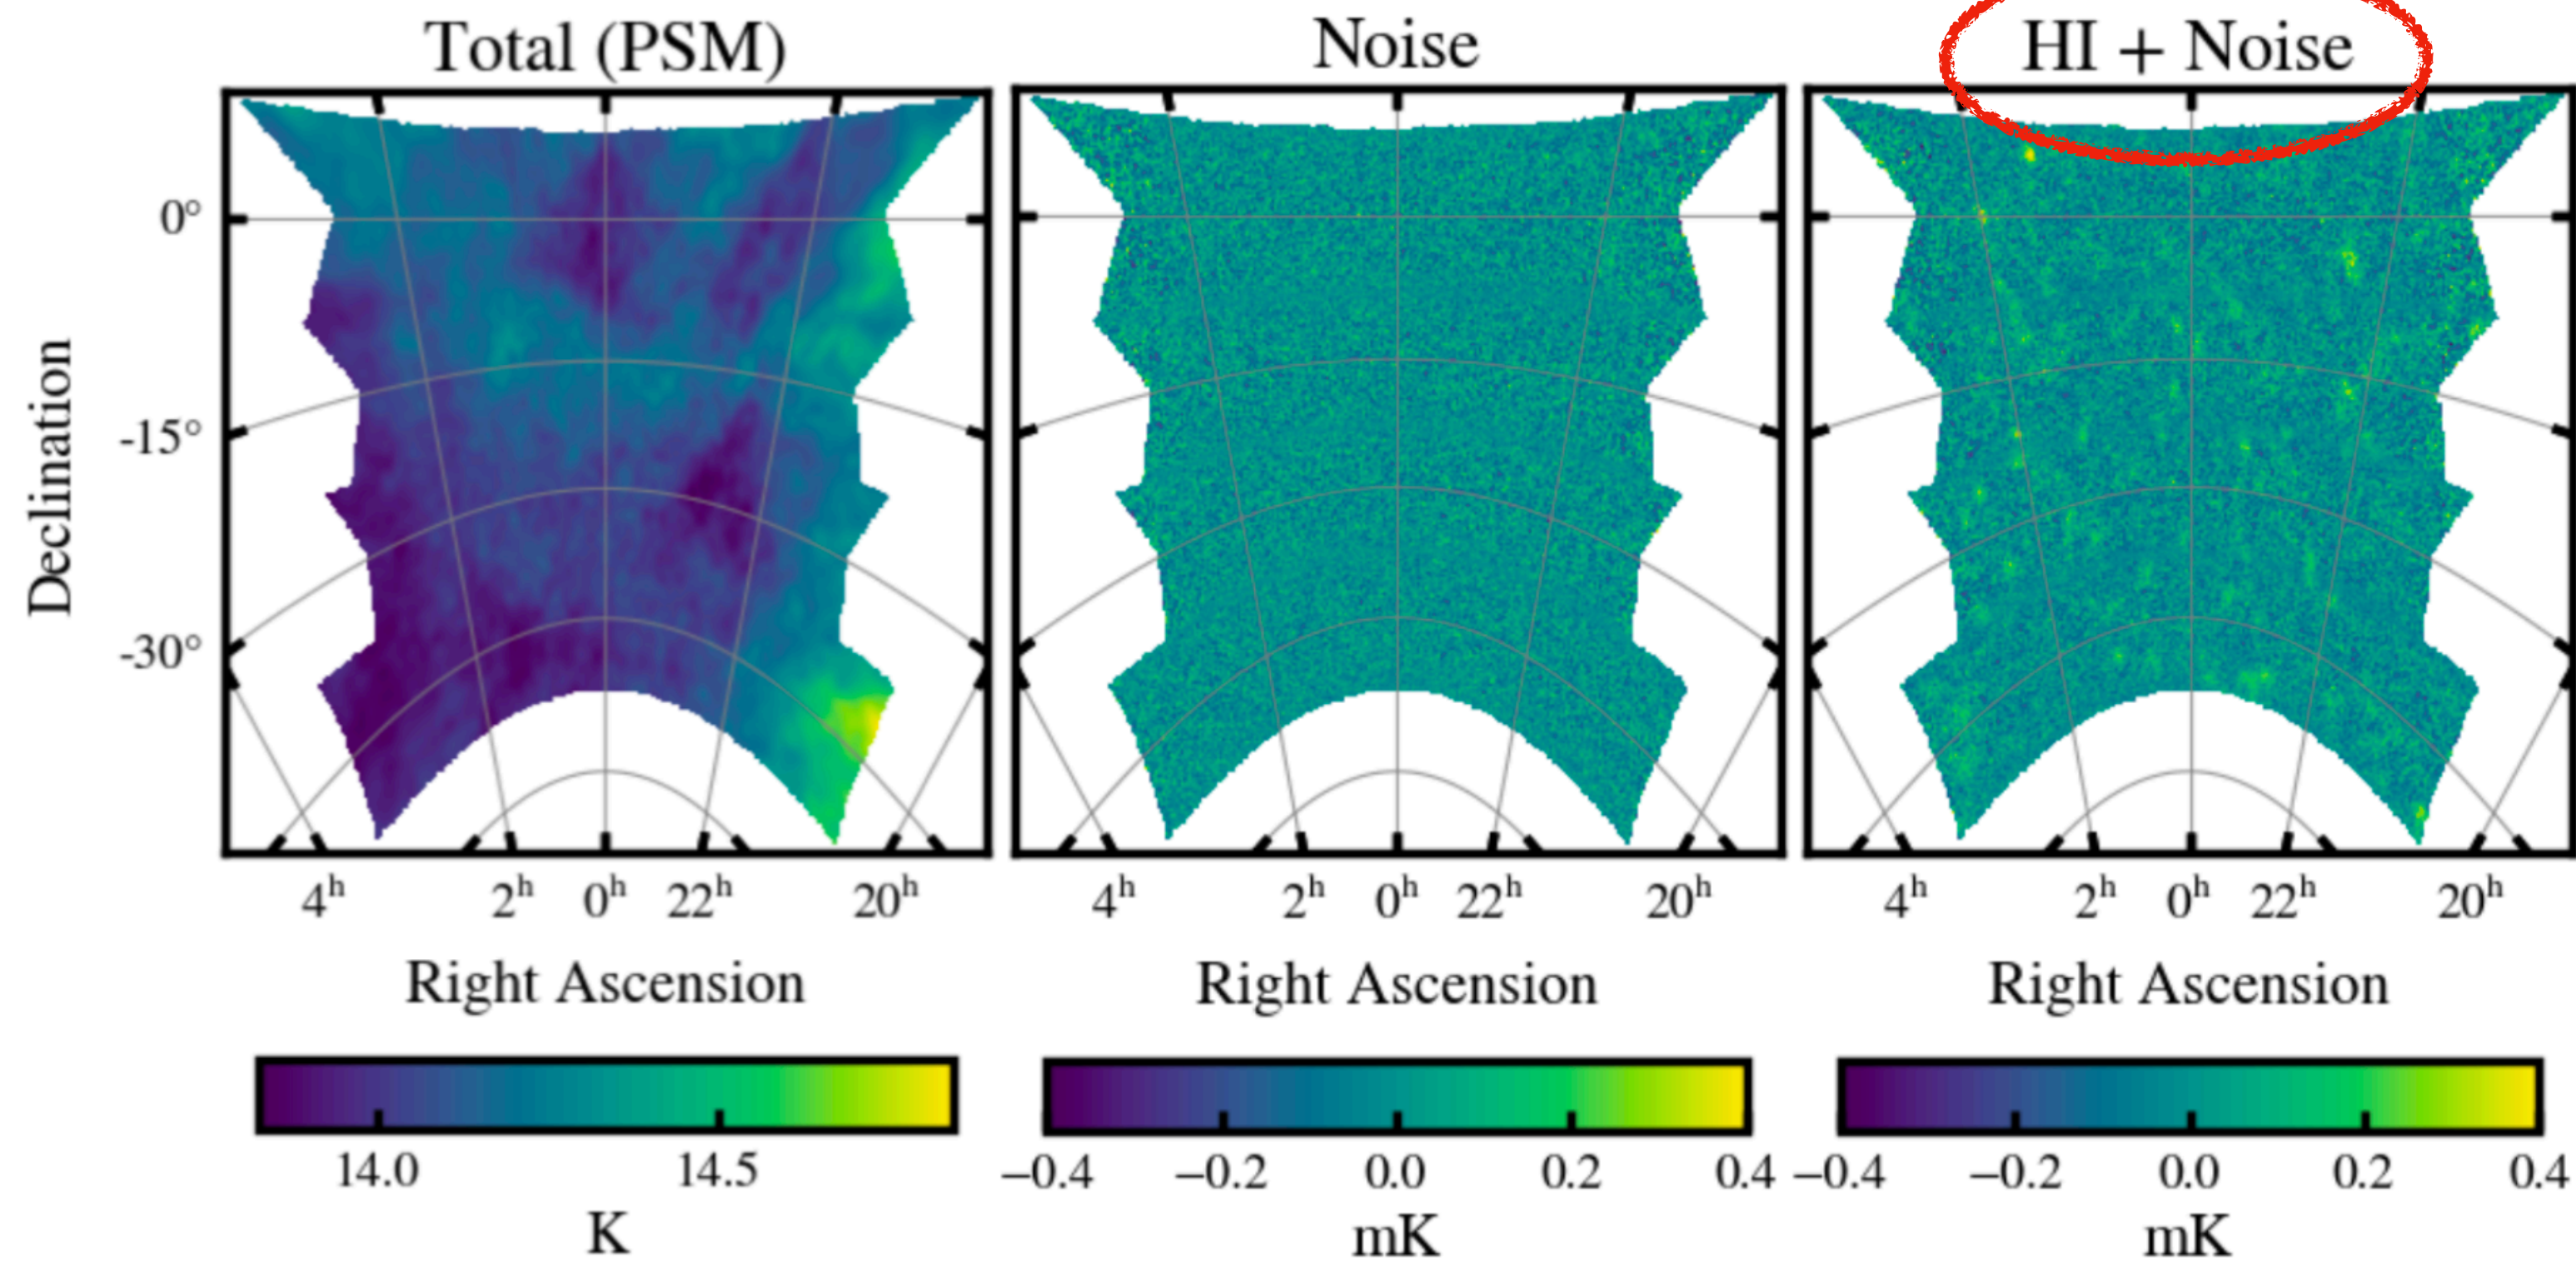 Total (PSM)
Noise
HI + Noise
Declination
0°
-15°
-30°
4h 2h 0h 22h 20h
4h 2h 0h 22h 20h
4h 2h 0h 22h 20h
Right Ascension
Right Ascension
Right Ascension
14.0 14.5
−0.4 −0.2 0.0 0.2 0.4
−0.4 −0.2 0.0 0.2 0.4
K
mK
mK